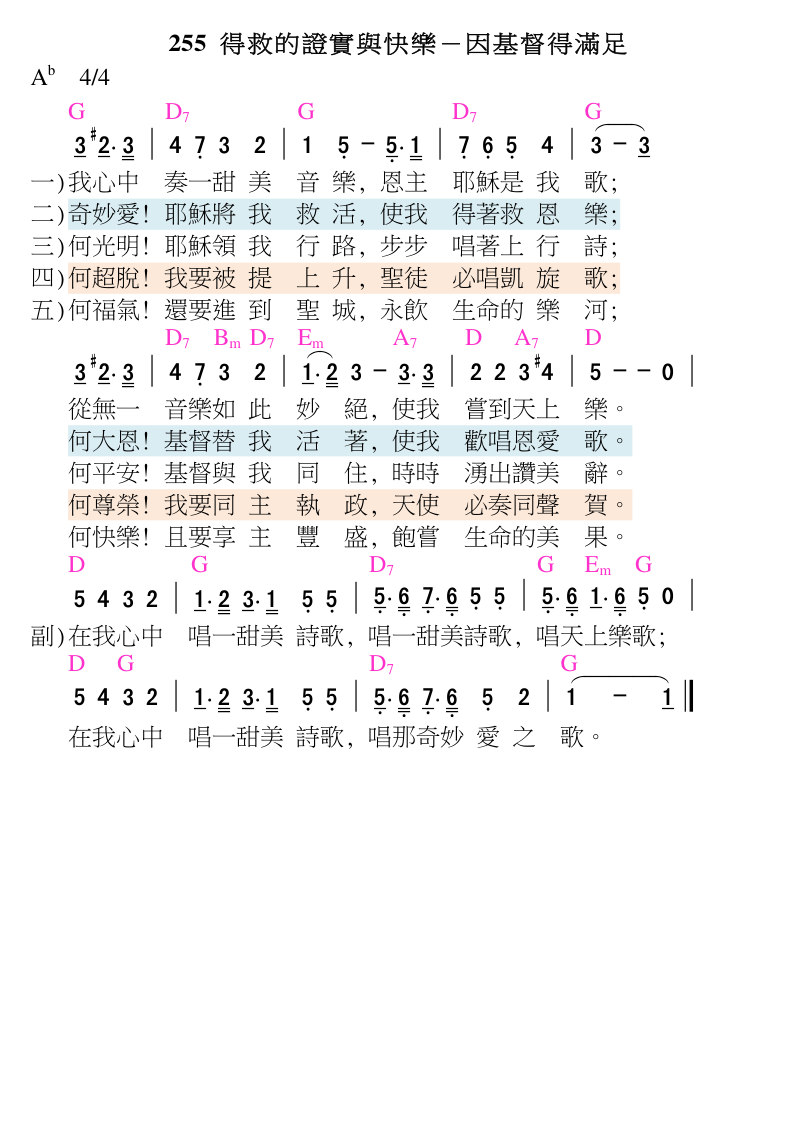 255 得救的證實與快樂－因基督得滿足
Ab 4/4
G D7 G D7 G
3 #2· 3 | 4 7 3 2 | 1 5 － 5· 1 | 7 6 5 4 | 3 － 3
一)我心中 奏一甜 美 音 樂, 恩主 耶穌是 我 歌;
二)奇妙愛! 耶穌將 我 救 活, 使我 得著救 恩 樂;
三)何光明! 耶穌領 我 行 路, 步步 唱著上 行 詩;
四)何超脫! 我要被 提 上 升, 聖徒 必唱凱 旋 歌;
五)何福氣! 還要進 到 聖 城, 永飲 生命的 樂 河;
D7 Bm D7 Em A7 D A7 D
3 #2· 3 | 4 7 3 2 | 1· 2 3 － 3· 3 | 2 2 3 #4 | 5 － － 0 |
從無一 音樂如 此 妙 絕, 使我 嘗到天上 樂。
何大恩! 基督替 我 活 著, 使我 歡唱恩愛 歌。
何平安! 基督與 我 同 住, 時時 湧出讚美 辭。
何尊榮! 我要同 主 執 政, 天使 必奏同聲 賀。
何快樂! 且要享 主 豐 盛, 飽嘗 生命的美 果。
D G D7 G Em G
5 4 3 2 | 1· 2 3· 1 5 5 | 5· 6 7· 6 5 5 | 5· 6 1· 6 5 0 |
副)在我心中 唱一甜美 詩歌, 唱一甜美詩歌, 唱天上樂歌;
D G D7 G
5 4 3 2 | 1· 2 3· 1 5 5 | 5· 6 7· 6 5 2 | 1 － 1 ‖
在我心中 唱一甜美 詩歌, 唱那奇妙 愛 之 歌。